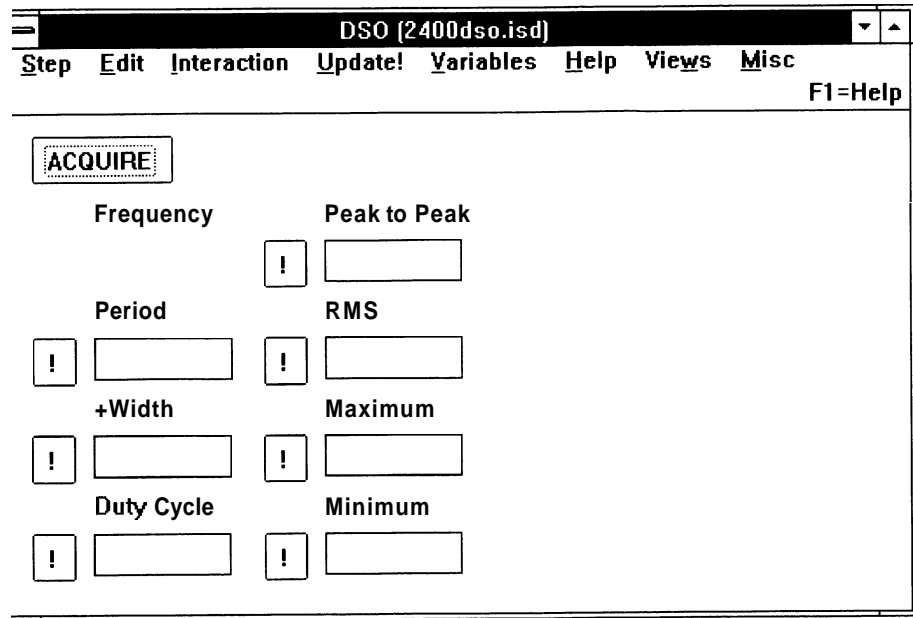 DSO (2400dso.isd)
Step Edit Interaction Update! Variables Help Views Misc
F1=Help
ACQUIRE
Frequency Peak to Peak
!
Period RMS
! !
+Width Maximum
! !
Duty Cycle Minimum
! !